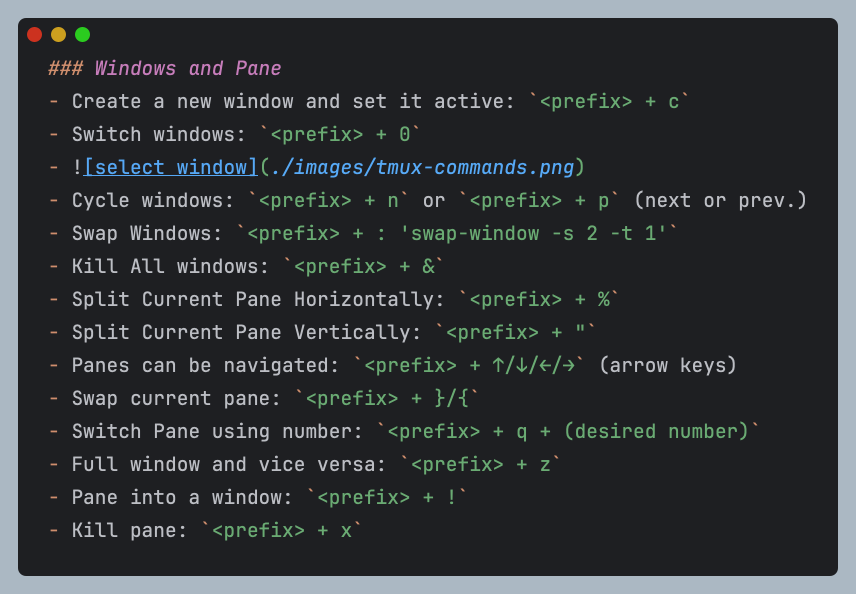 ### Windows and Pane
- Create a new window and set it active: `<prefix> + c`
- Switch windows: `<prefix> + 0`
- ![select window](./images/tmux-commands.png)
- Cycle windows: `<prefix> + n` or `<prefix> + p` (next or prev.)
- Swap Windows: `<prefix> + : 'swap-window -s 2 -t 1'`
- Kill All windows: `<prefix> + &`
- Split Current Pane Horizontally: `<prefix> + %`
- Split Current Pane Vertically: `<prefix> + "`
- Panes can be navigated: `<prefix> + ↑/↓/←/→` (arrow keys)
- Swap current pane: `<prefix> + }/{`
- Switch Pane using number: `<prefix> + q + (desired number)`
- Full window and vice versa: `<prefix> + z`
- Pane into a window: `<prefix> + !`
- Kill pane: `<prefix> + x`